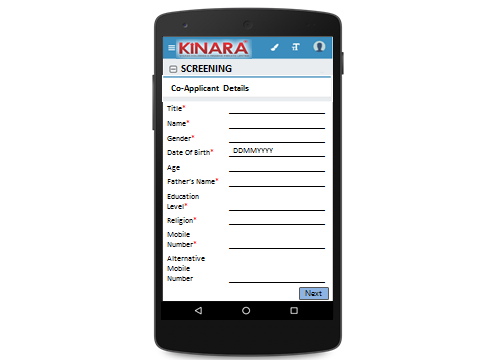 KINARA
SCREENING
Co-Applicant Details
Title*
Name*
Gender*
Date Of Birth* DDMMYYYY
Age
Father's Name*
Education
Level*
Religion*
Mobile
Number*
Alternative
Mobile
Number
Next